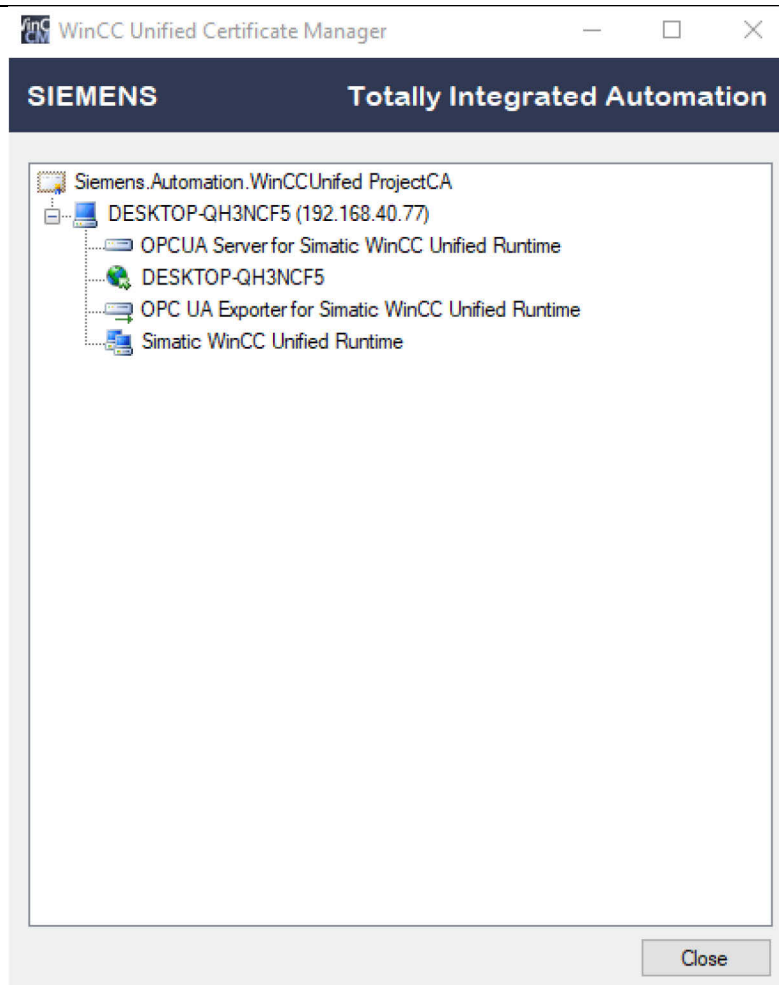 WinCC Unified Certificate Manager
SIEMENS Totally Integrated Automation
Siemens.Automation.WinCCUnifed ProjectCA
DESKTOP-QH3NCF5 (192.168.40.77)
OPCUA Server for Simatic WinCC Unified Runtime
DESKTOP-QH3NCF5
OPC UA Exporter for Simatic WinCC Unified Runtime
Simatic WinCC Unified Runtime
Close